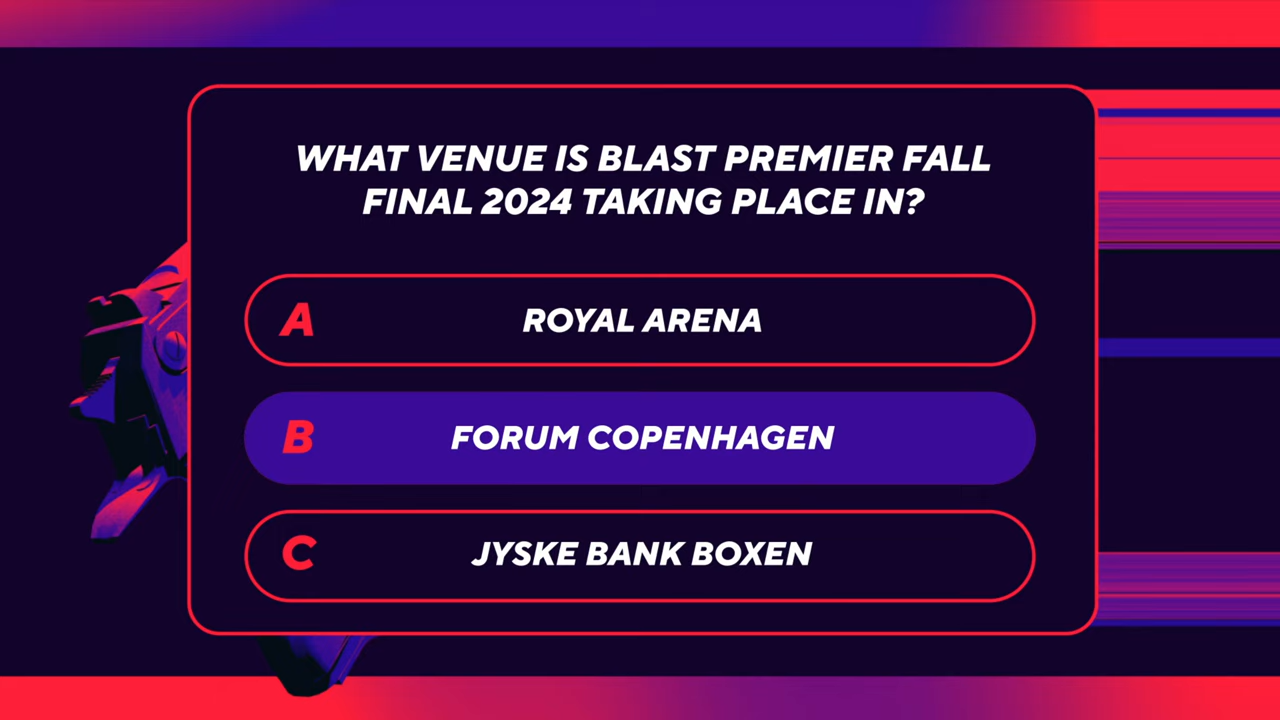 WHAT VENUE IS BLAST PREMIER FALL
FINAL 2024 TAKING PLACE IN?
A ROYAL ARENA
B FORUM COPENHAGEN
C JYSKE BANK BOXEN